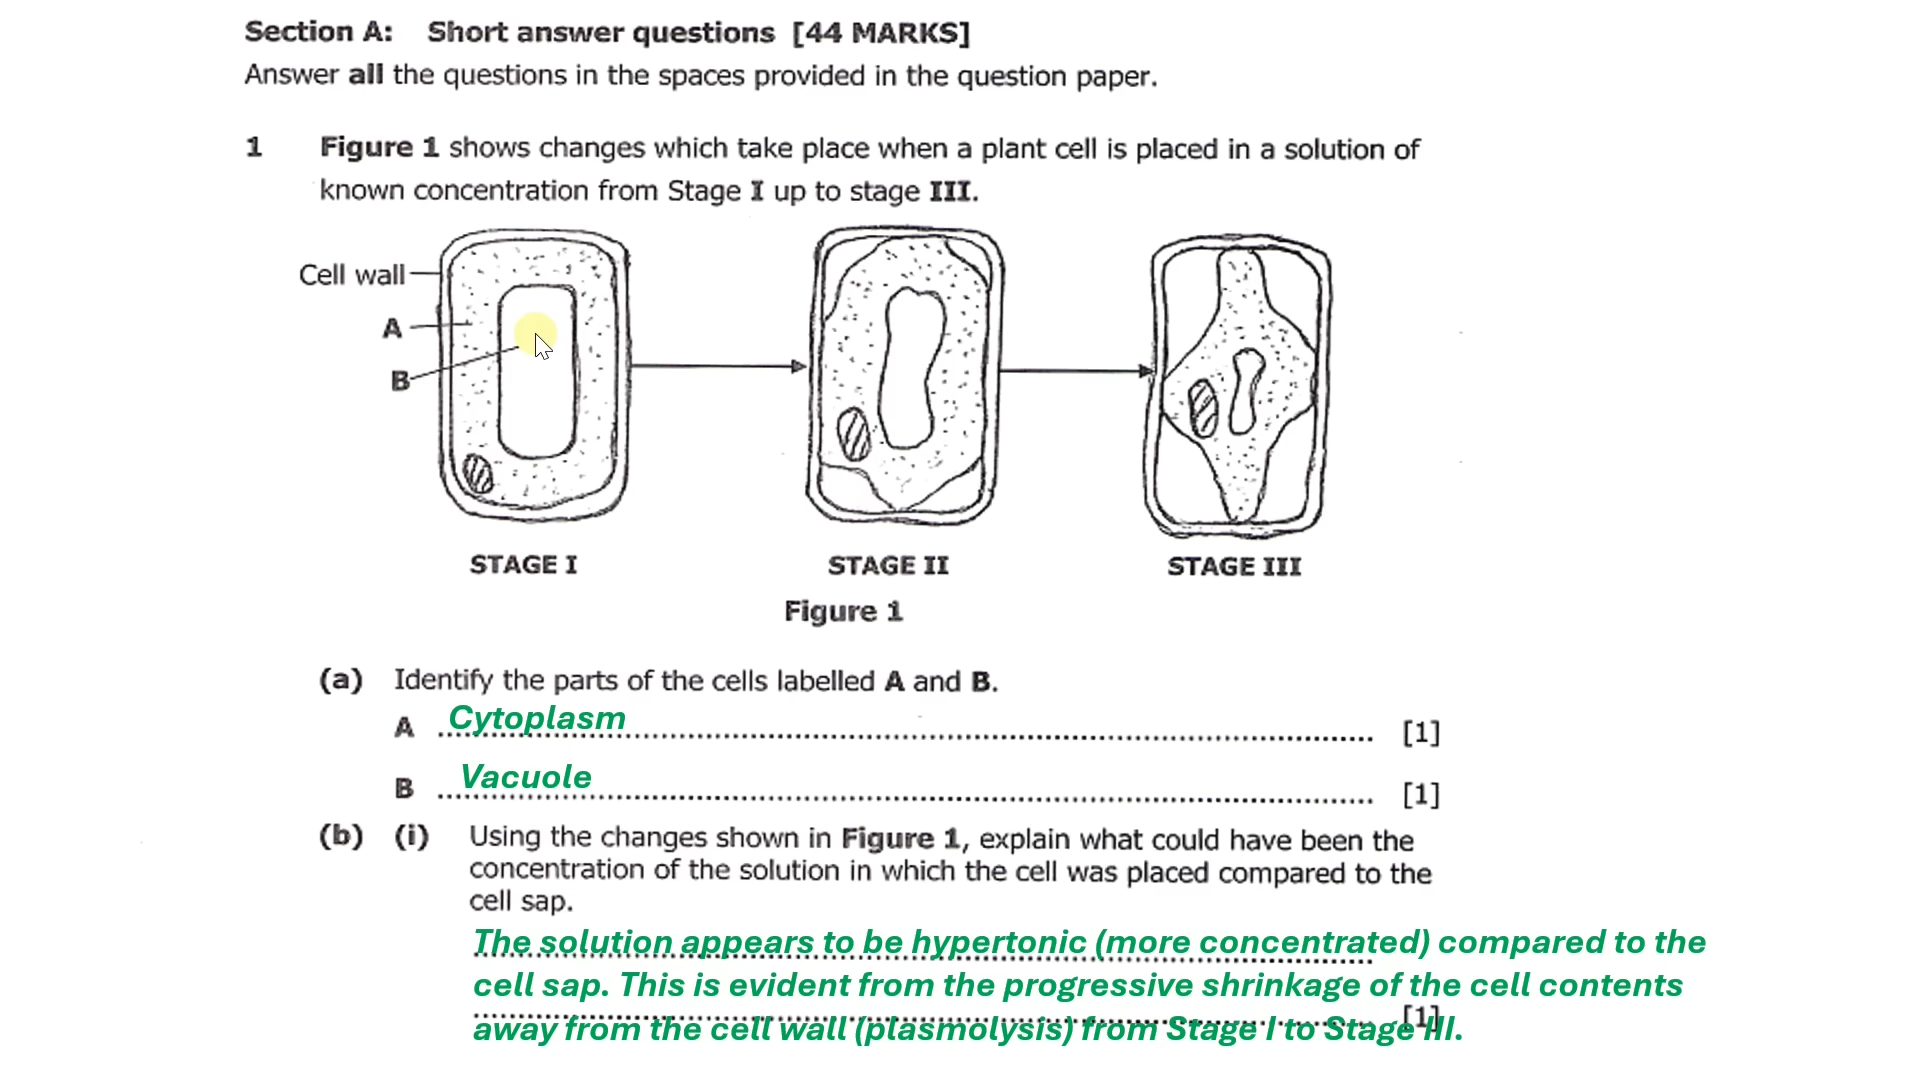 Section A: Short answer questions [44 MARKS]
Answer all the questions in the spaces provided in the question paper.
1 Figure 1 shows changes which take place when a plant cell is placed in a solution of
known concentration from Stage I up to stage III.
Cell wall
A
B
STAGE I STAGE II STAGE III
Figure 1
(a) Identify the parts of the cells labelled A and B.
A Cytoplasm [1]
B Vacuole [1]
(b) (i) Using the changes shown in Figure 1, explain what could have been the
concentration of the solution in which the cell was placed compared to the
cell sap.
The solution appears to be hypertonic (more concentrated) compared to the
cell sap. This is evident from the progressive shrinkage of the cell contents
away from the cell wall (plasmolysis) from Stage I to Stage III. [1]